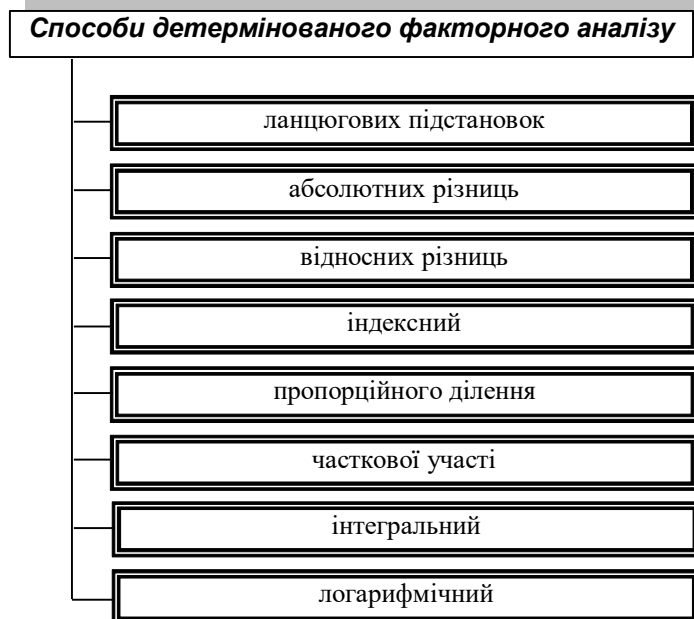 Способи детермінованого факторного аналізу
ланцюгових підстановок
абсолютних різниць
відносних різниць
індексний
пропорційного ділення
часткової участі
інтегральний
логарифмічний